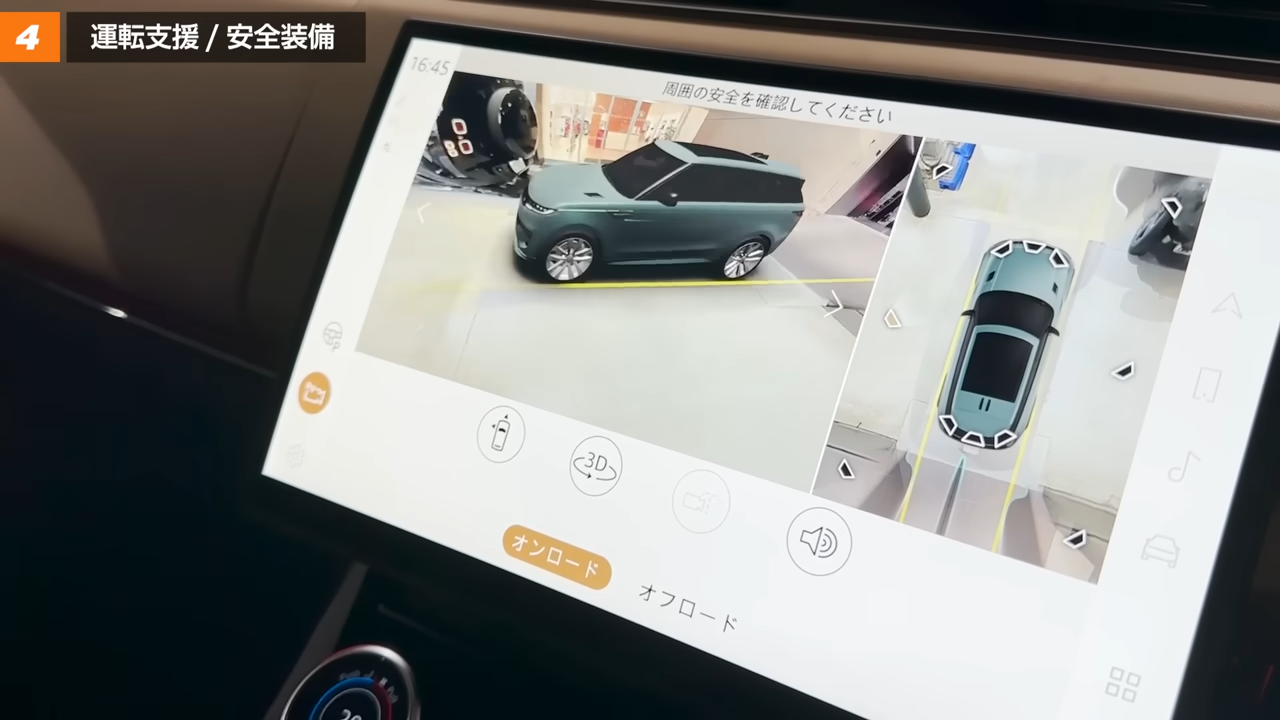 4 運転支援 / 安全装備
16:45
周囲の安全を確認してください
3D
オンロード
オフロード